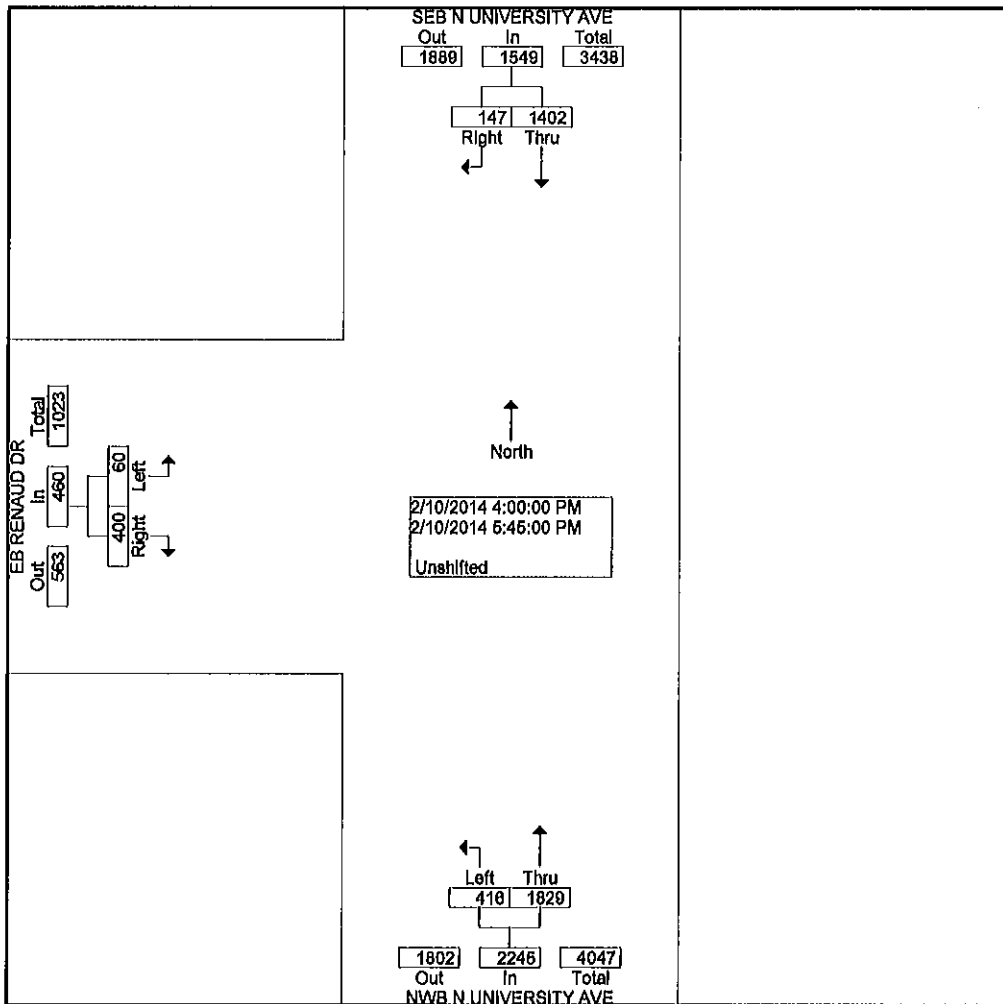 SEB N UNIVERSITY AVE
Out In Total
1889 1549 3438
147 1402
Right Thru
EB RENAUD DR
Out In Total
563 460 1023
400 60
Right Left
North
2/10/2014 4:00:00 PM
2/10/2014 5:45:00 PM
Unshifted
Left Thru
416 1829
1802 2245 4047
Out In Total
NWB N UNIVERSITY AVE